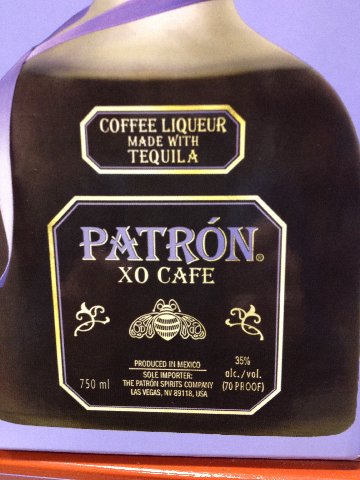 COFFEE LIQUEUR
MADE WITH
TEQUILA
PATRÓN®
XO CAFE
PRODUCED IN MEXICO
SOLE IMPORTER:
THE PATRÓN SPIRITS COMPANY
LAS VEGAS, NV 89118, USA
750 ml
35%
alc./vol.
(70 PROOF)